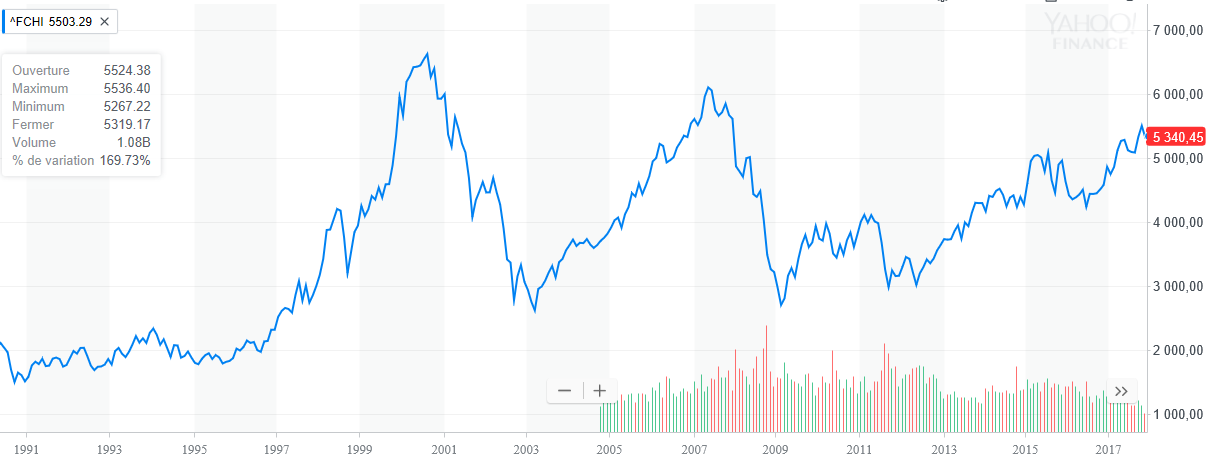 ^FCHI 5503.29 ×
YAHOO!
FINANCE
Ouverture 5524.38
Maximum 5536.40
Minimum 5267.22
Fermer 5319.17
Volume 1.08B
% de variation 169.73%
7 000,00
6 000,00
5 340,45
5 000,00
4 000,00
3 000,00
2 000,00
1 000,00
− +
»
1991 1993 1995 1997 1999 2001 2003 2005 2007 2009 2011 2013 2015 2017